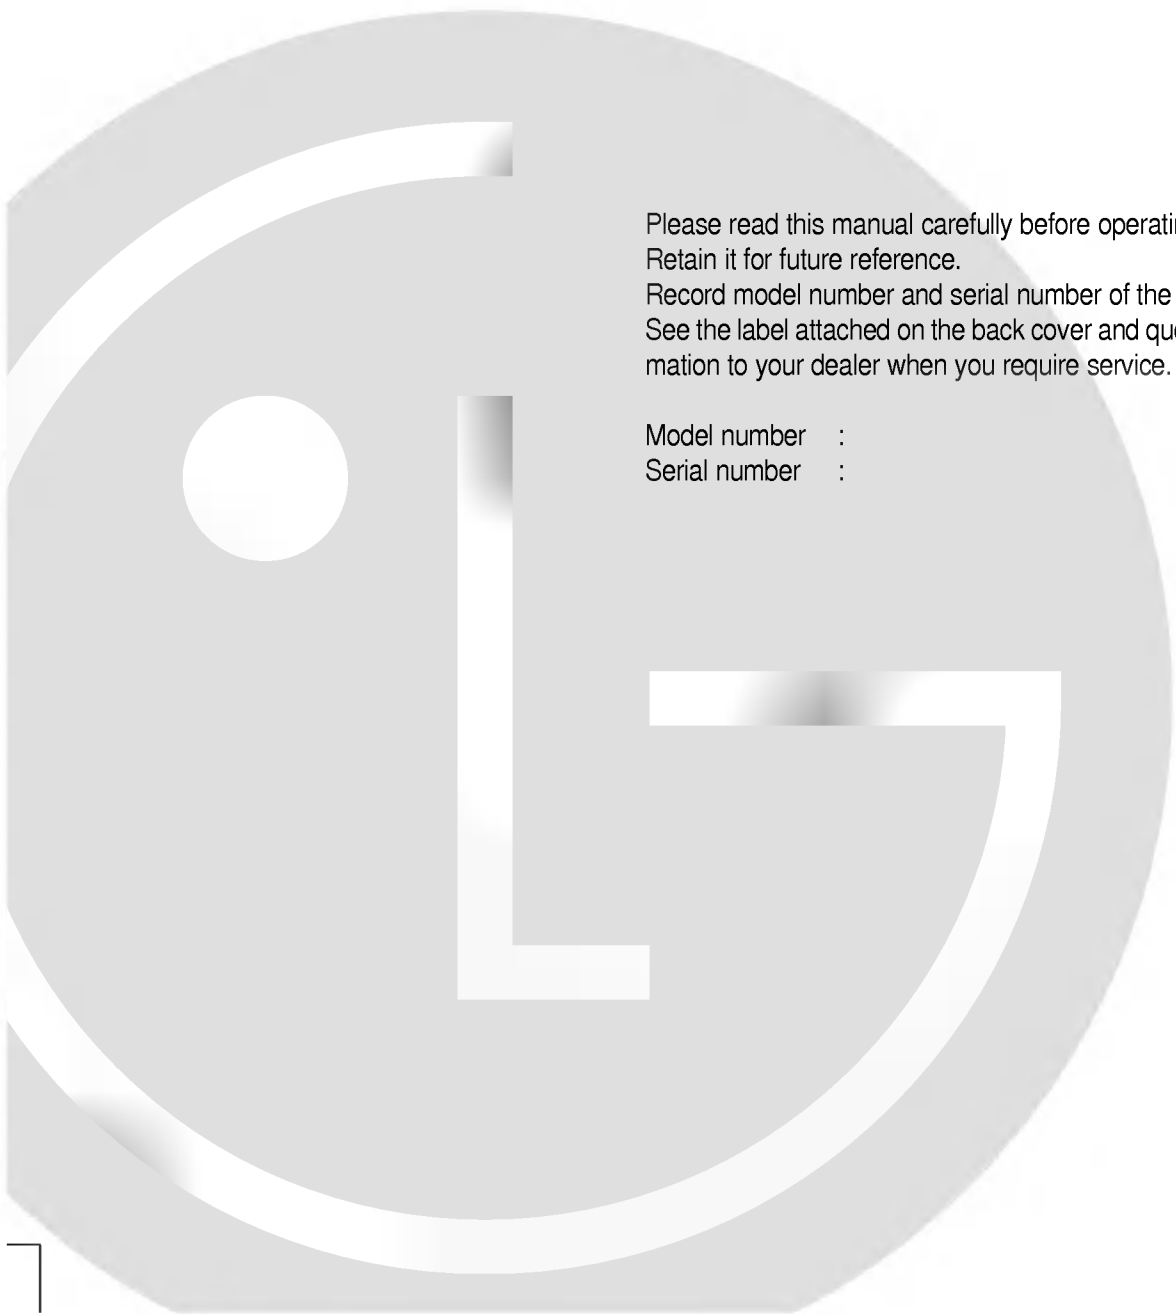 Please read this manual carefully before operating
Retain it for future reference.
Record model number and serial number of the
See the label attached on the back cover and
mation to your dealer when you require service.
Model number :
Serial number :